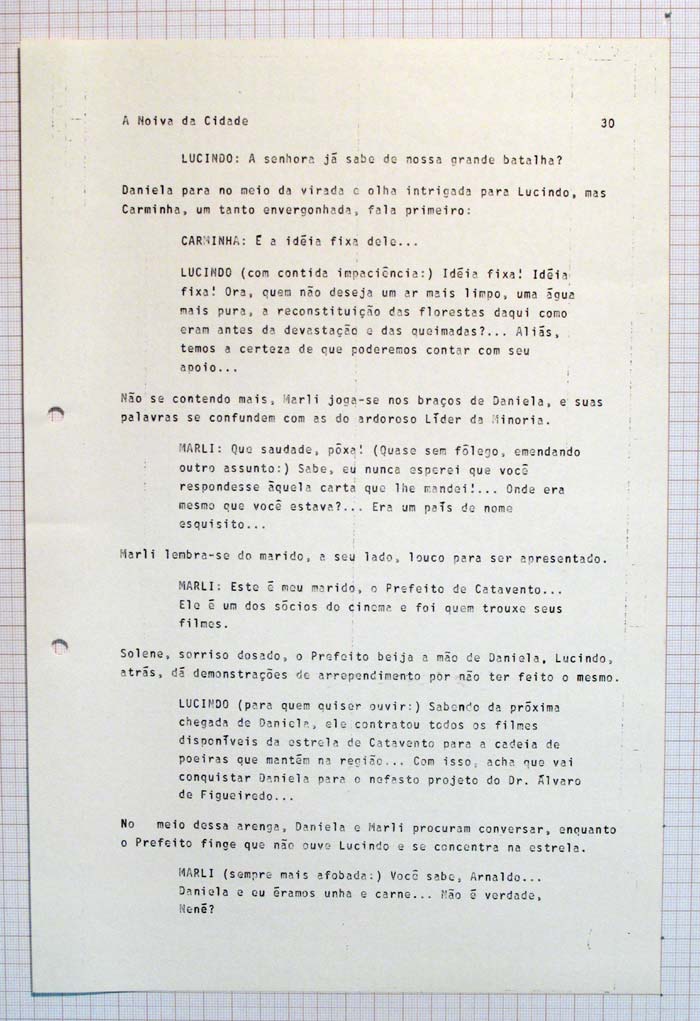 A Noiva da Cidade 30
LUCINDO: A senhora já sabe de nossa grande batalha?
Daniela para no meio da virada e olha intrigada para Lucindo, mas
Carminha, um tanto envergonhada, fala primeiro:
CARMINHA: É a idéia fixa dele...
LUCINDO (com contida impaciência:) Idéia fixa! Idéia
fixa! Ora, quem não deseja um ar mais limpo, uma água
mais pura, a reconstituição das florestas daqui como
eram antes da devastação e das queimadas?... Aliás,
temos a certeza de que poderemos contar com seu
apoio...
Não se contendo mais, Marli joga-se nos braços de Daniela, e suas
palavras se confundem com as do ardoroso Líder da Minoria.
MARLI: Que saudade, pôxa! (Quase sem fôlego, emendando
outro assunto:) Sabe, eu nunca esperei que você
respondesse àquela carta que lhe mandei!... Onde era
mesmo que você estava?... Era um país de nome
esquisito...
Marli lembra-se do marido, a seu lado, louco para ser apresentado.
MARLI: Este é meu marido, o Prefeito de Catavento...
Ele é um dos sócios do cinema e foi quem trouxe seus
filmes.
Solene, sorriso dosado, o Prefeito beija a mão de Daniela. Lucindo,
atrás, dá demonstrações de arrependimento por não ter feito o mesmo.
LUCINDO (para quem quiser ouvir:) Sabendo da próxima
chegada de Daniela, ele contratou todos os filmes
disponíveis da estrela de Catavento para a cadeia de
poeiras que mantém na região... Com isso, acha que vai
conquistar Daniela para o nefasto projeto do Dr. Álvaro
de Figueiredo...
No meio dessa arenga, Daniela e Marli procuram conversar, enquanto
o Prefeito finge que não ouve Lucindo e se concentra na estrela.
MARLI (sempre mais afobada:) Você sabe, Arnaldo...
Daniela e eu éramos unha e carne... Não é verdade,
Nenê?